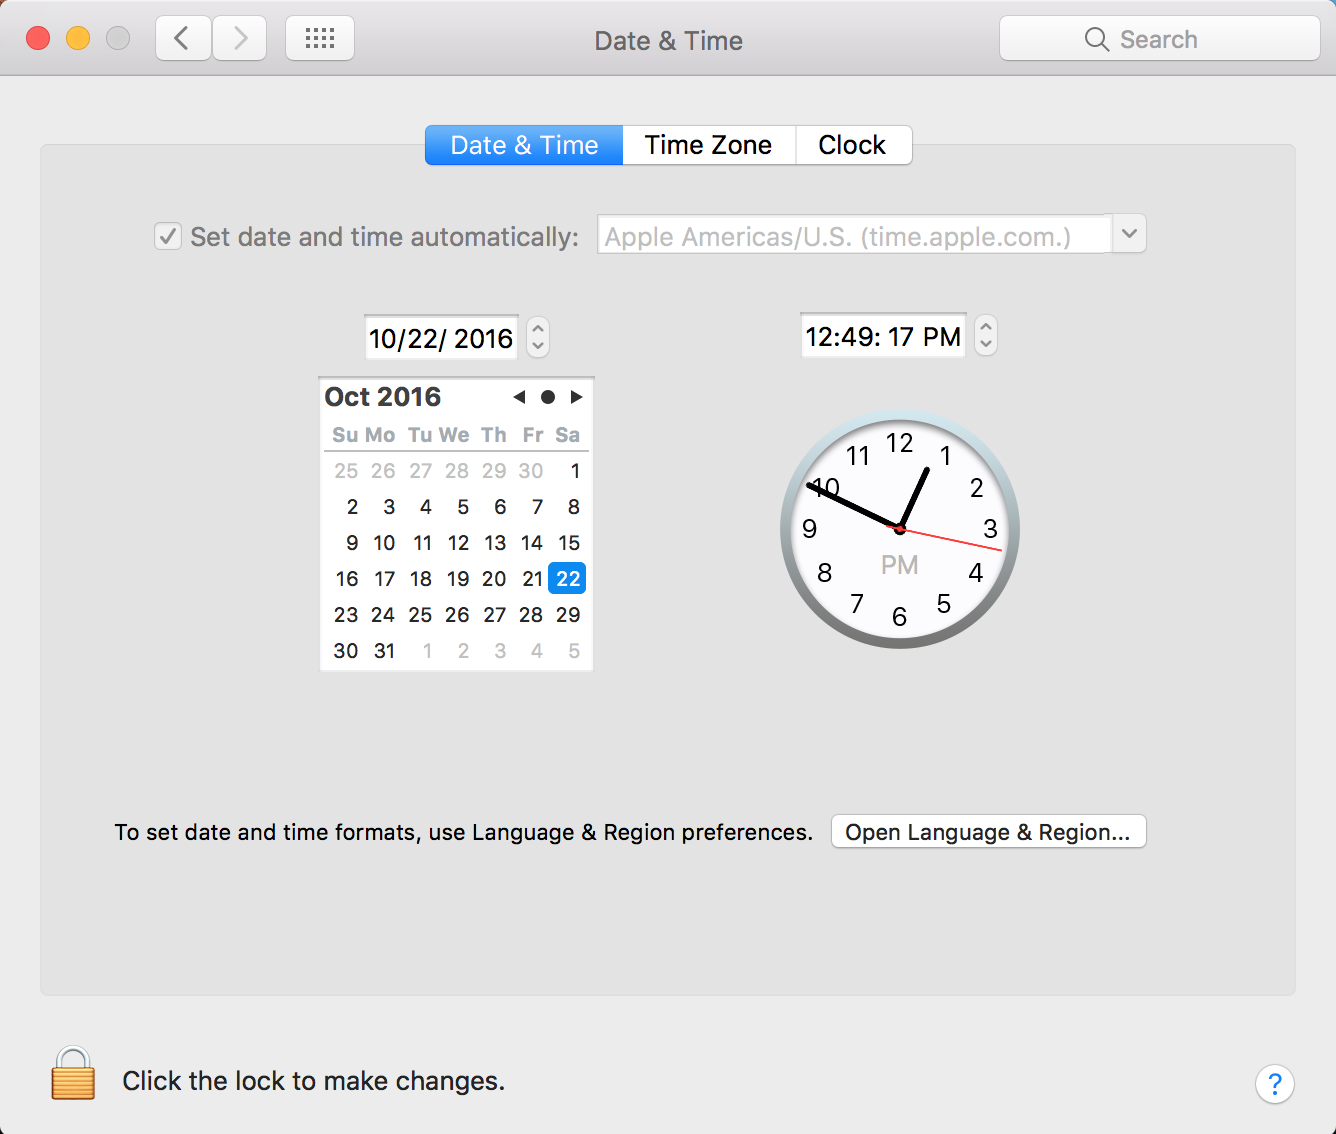 Date & Time
Search
Date & Time Time Zone Clock
Set date and time automatically: Apple Americas/U.S. (time.apple.com.)
10/22/ 2016
12:49: 17 PM
Oct 2016
Su Mo Tu We Th Fr Sa
25 26 27 28 29 30 1
2 3 4 5 6 7 8
9 10 11 12 13 14 15
16 17 18 19 20 21 22
23 24 25 26 27 28 29
30 31 1 2 3 4 5
12
11 1
10 2
9 3
PM
8 4
7 5
6
To set date and time formats, use Language & Region preferences. Open Language & Region...
Click the lock to make changes.
?